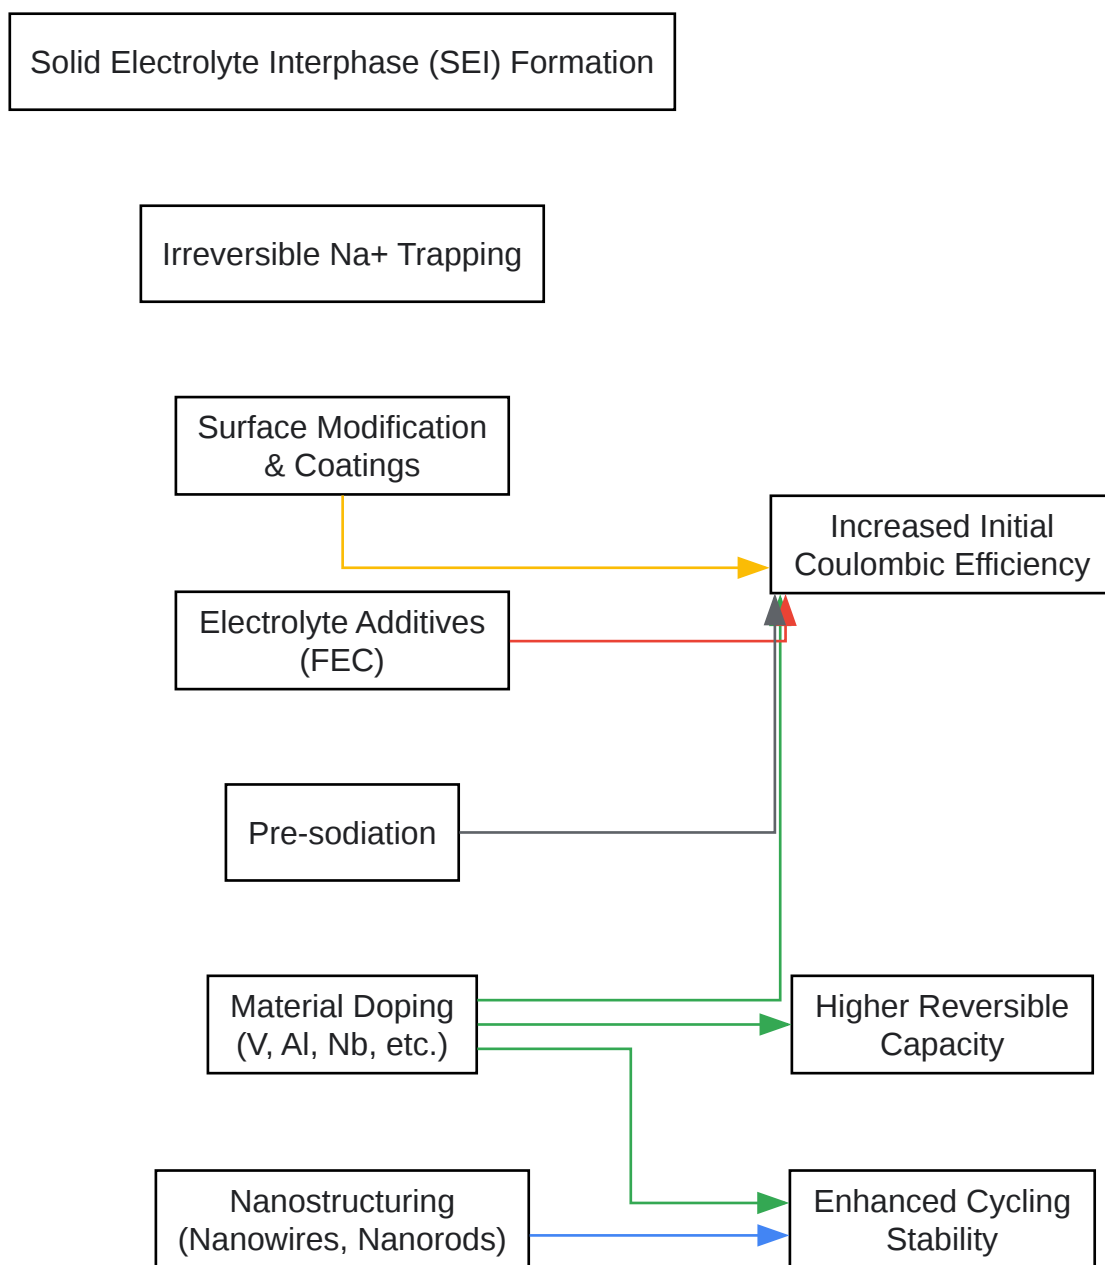 Solid Electrolyte Interphase (SEI) Formation
Irreversible Na+ Trapping
Surface Modification
& Coatings
Increased Initial
Coulombic Efficiency
Electrolyte Additives
(FEC)
Pre-sodiation
Material Doping
(V, Al, Nb, etc.)
Higher Reversible
Capacity
Nanostructuring
(Nanowires, Nanorods)
Enhanced Cycling
Stability